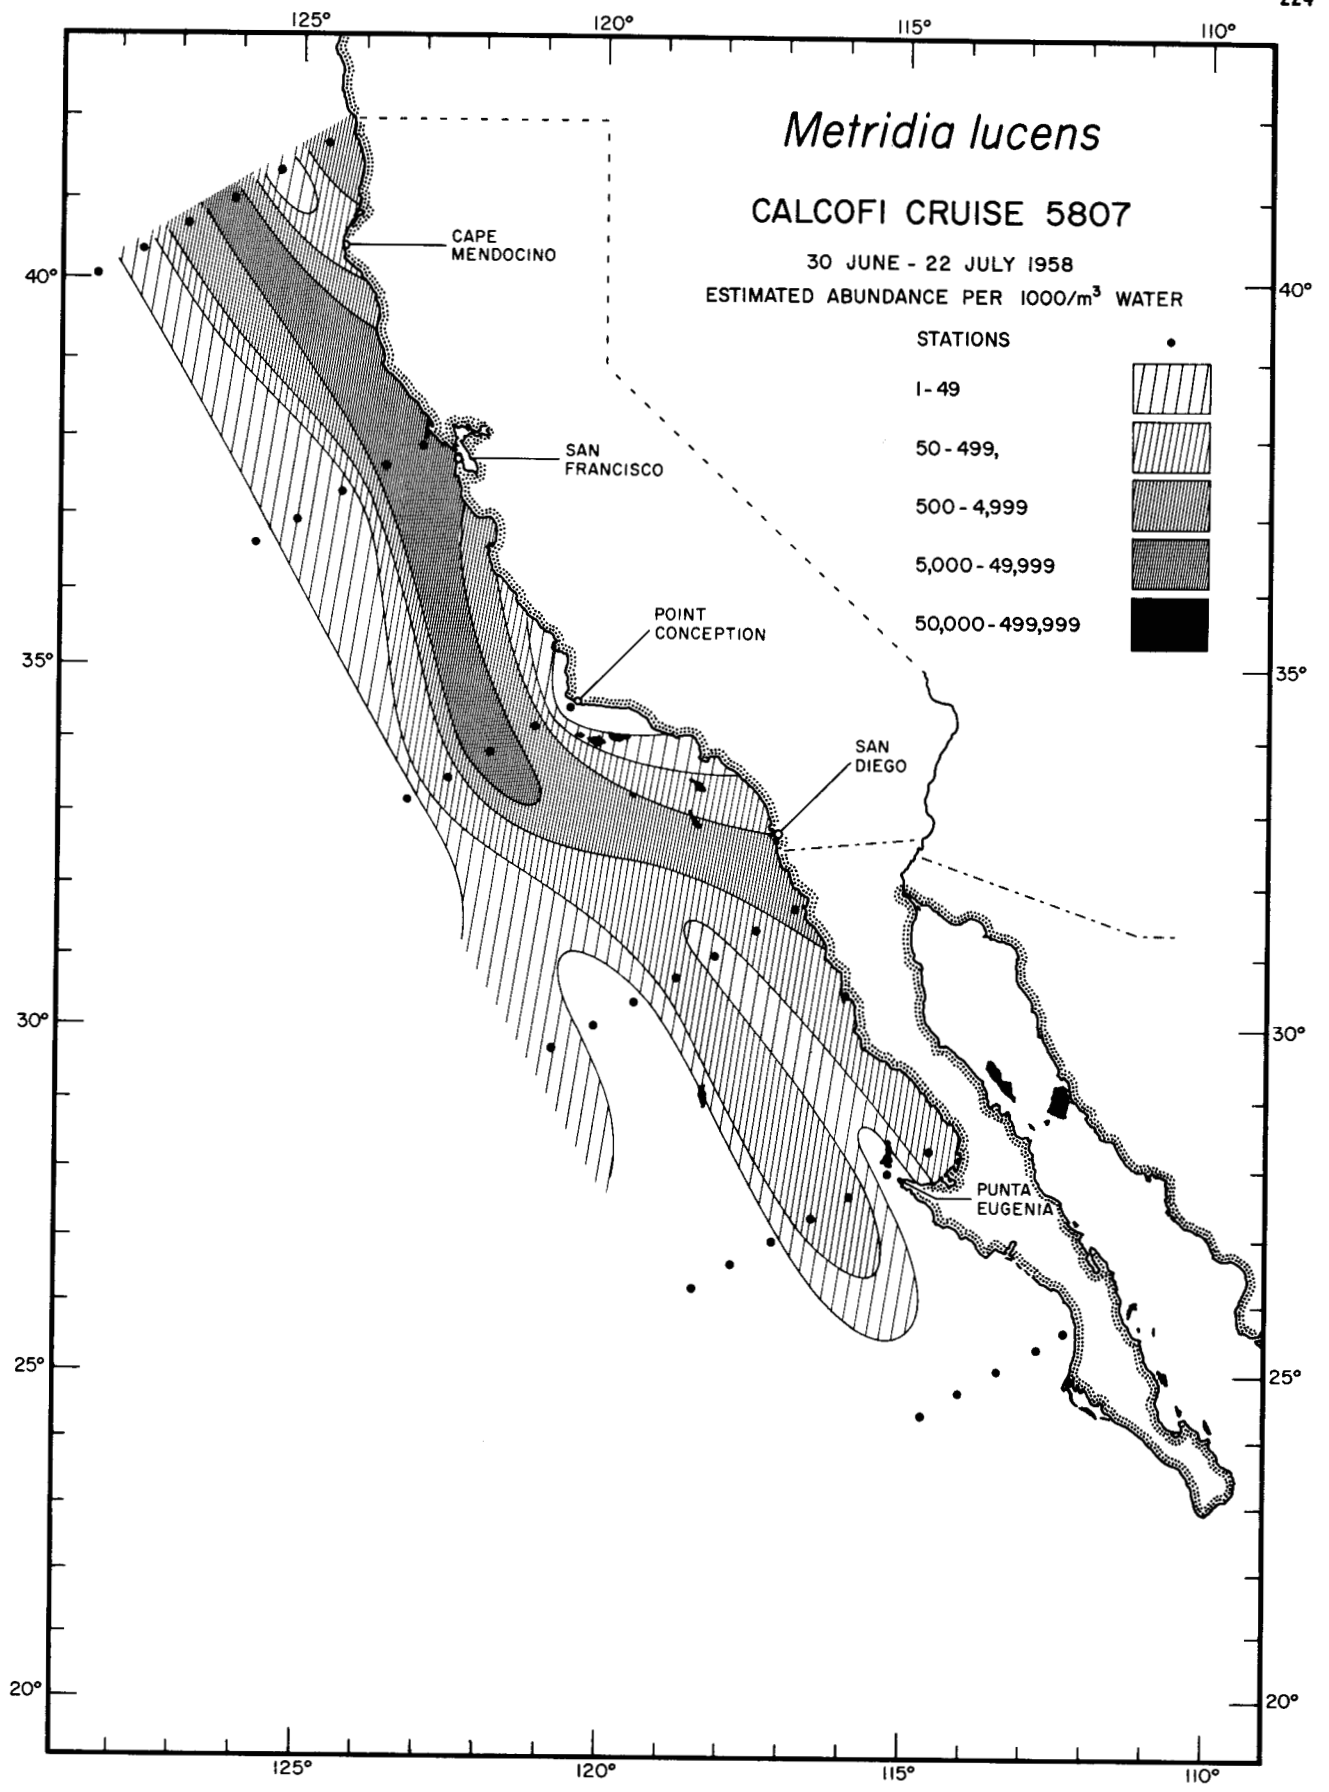 224
125° 120° 115° 110°
Metridia lucens
CALCOFI CRUISE 5807
30 JUNE - 22 JULY 1958
ESTIMATED ABUNDANCE PER 1000/m³ WATER
STATIONS
1 - 49
50 - 499,
500 - 4,999
5,000 - 49,999
50,000 - 499,999
CAPE
MENDOCINO
40° 40°
SAN
FRANCISCO
POINT
CONCEPTION
35° 35°
SAN
DIEGO
30° 30°
PUNTA
EUGENIA
25° 25°
20° 20°
125° 120° 115° 110°